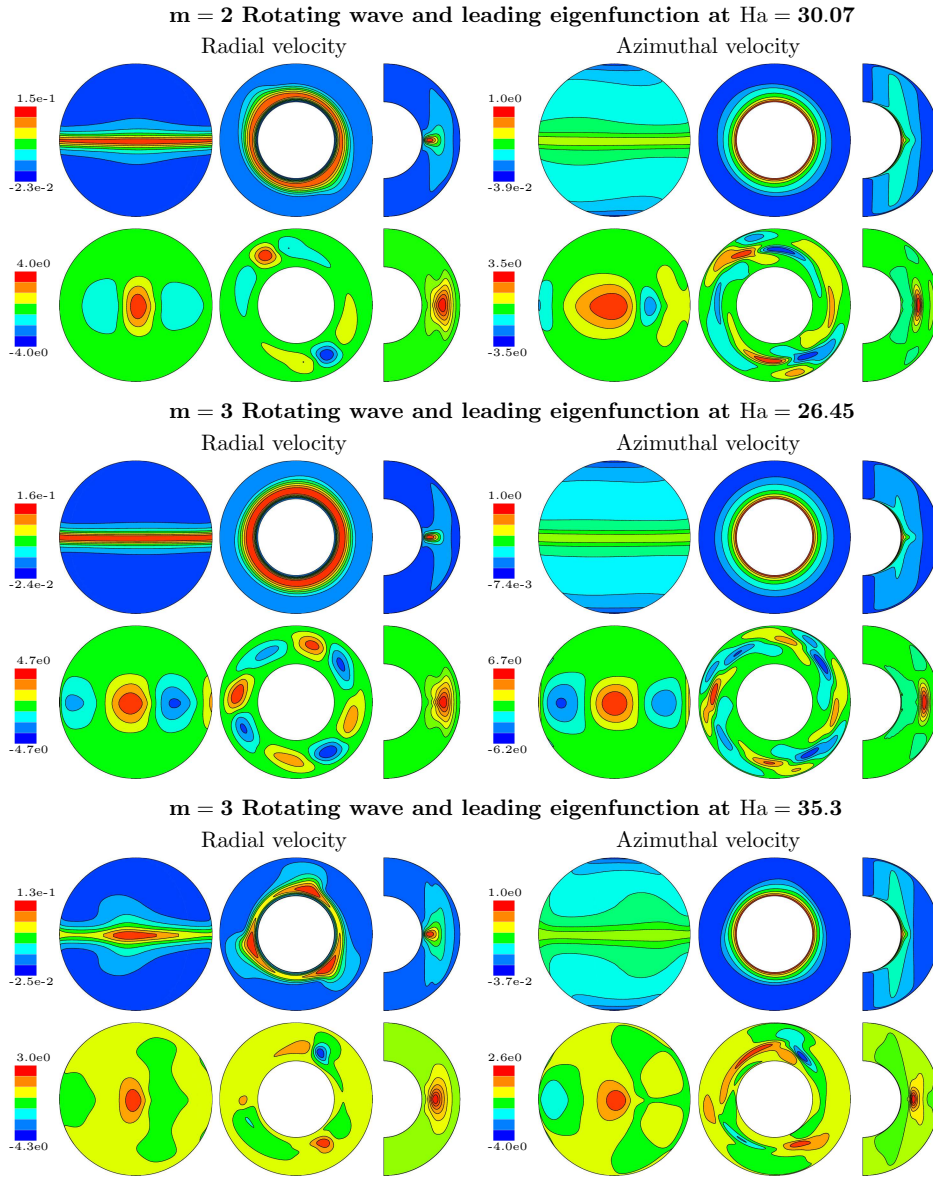 m = 2 Rotating wave and leading eigenfunction at Ha = 30.07
Radial velocity Azimuthal velocity
1.5e-1 1.0e0
-2.3e-2 -3.9e-2
4.0e0 3.5e0
-4.0e0 -3.5e0
m = 3 Rotating wave and leading eigenfunction at Ha = 26.45
Radial velocity Azimuthal velocity
1.6e-1 1.0e0
-2.4e-2 -7.4e-3
4.7e0 6.7e0
-4.7e0 -6.2e0
m = 3 Rotating wave and leading eigenfunction at Ha = 35.3
Radial velocity Azimuthal velocity
1.3e-1 1.0e0
-2.5e-2 -3.7e-2
3.0e0 2.6e0
-4.3e0 -4.0e0